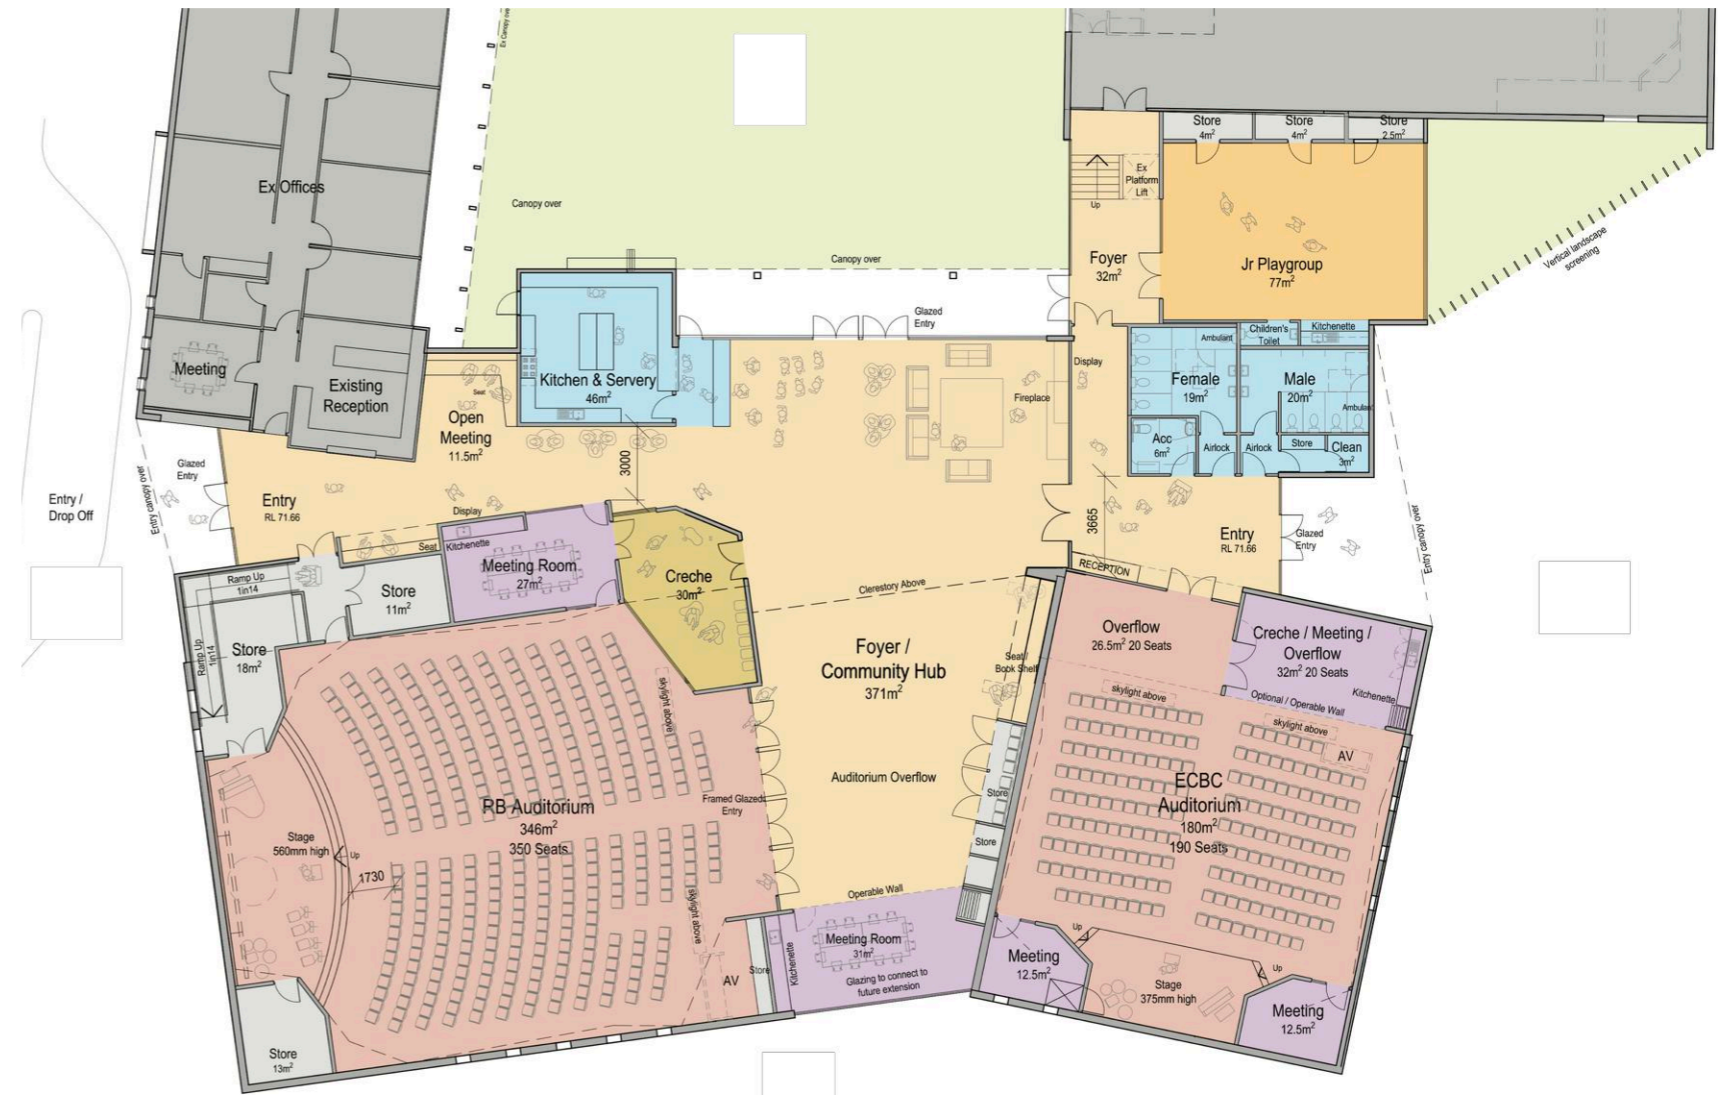 Ex Canopy over
Store
4m²
Store
4m²
Store
2.5m²
Ex
Platform
Lift
Up
Ex Offices
Canopy over
Vertical landscape
screening
Foyer
32m²
Jr Playgroup
77m²
Canopy over
Glazed
Entry
Children's
Toilet
Kitchenette
Ambulant
Display
Meeting
Existing
Reception
Kitchen & Servery
46m²
Seat
Open
Meeting
11.5m²
Fireplace
Female
19m²
Male
20m²
Ambulant
Acc
6m²
Airlock
Airlock
Store
Clean
3m²
3000
Glazed
Entry
Entry canopy over
Entry /
Drop Off
Entry
RL 71.66
Display
Seat
Kitchenette
Meeting Room
27m²
Creche
30m²
3665
Entry
RL 71.66
Glazed
Entry
Entry canopy over
RECEPTION
Clerestory Above
Ramp Up
1in14
Store
11m²
Ramp Up
1in14
Store
18m²
Foyer /
Community Hub
371m²
Seat /
Book Shelf
Overflow
26.5m² 20 Seats
Creche / Meeting /
Overflow
32m² 20 Seats
Kitchenette
Optional / Operable Wall
skylight above
skylight above
skylight above
AV
Auditorium Overflow
Framed Glazed
Entry
Store
RB Auditorium
346m²
350 Seats
ECBC
Auditorium
180m²
190 Seats
Stage
560mm high
Up
1730
Store
Operable Wall
skylight above
Meeting Room
31m²
Kitchenette
Glazing to connect to
future extension
AV
Store
Up
Meeting
12.5m²
Stage
375mm high
Up
Meeting
12.5m²
Store
13m²